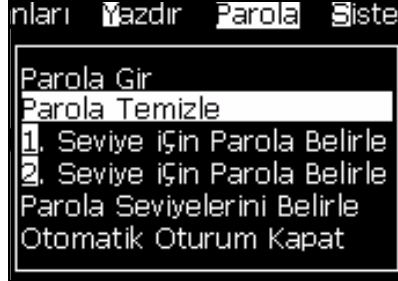 nları Yazdır Parola Siste
Parola Gir
Parola Temizle
1. Seviye için Parola Belirle
2. Seviye için Parola Belirle
Parola Seviyelerini Belirle
Otomatik Oturum Kapat